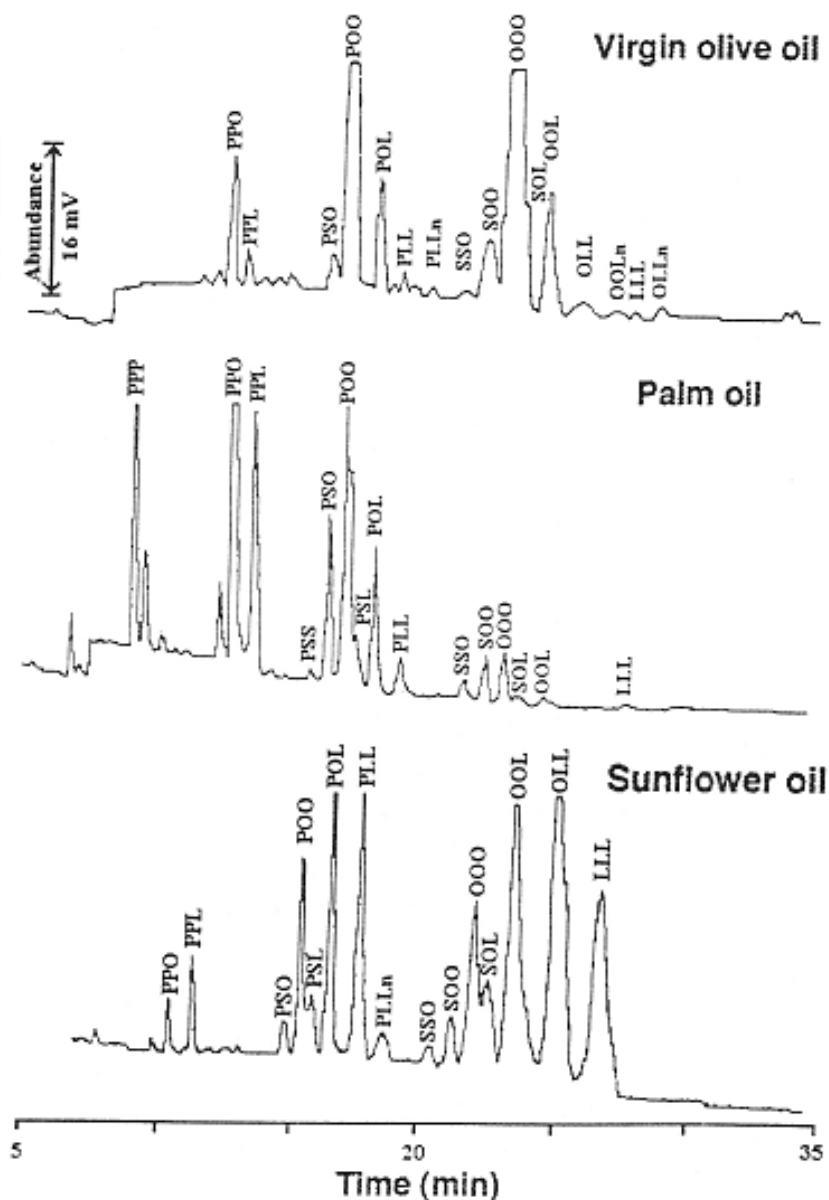 Virgin olive oil
Abundance
16 mV
PPO
PPL
PSO
POO
POL
PLL
PLLn
SSO
SOO
OOO
SOL
OOL
OLL
OOLn
LLL
OLLn
Palm oil
PPP
PPO
PPL
PSS
PSO
POO
PSL
POL
PLL
SSO
SOO
OOO
SOL
OOL
LLL
Sunflower oil
PPO
PPL
PSO
POO
PSL
POL
PLL
PLLn
SSO
SOO
OOO
SOL
OOL
OLL
LLL
5 20 35
Time (min)